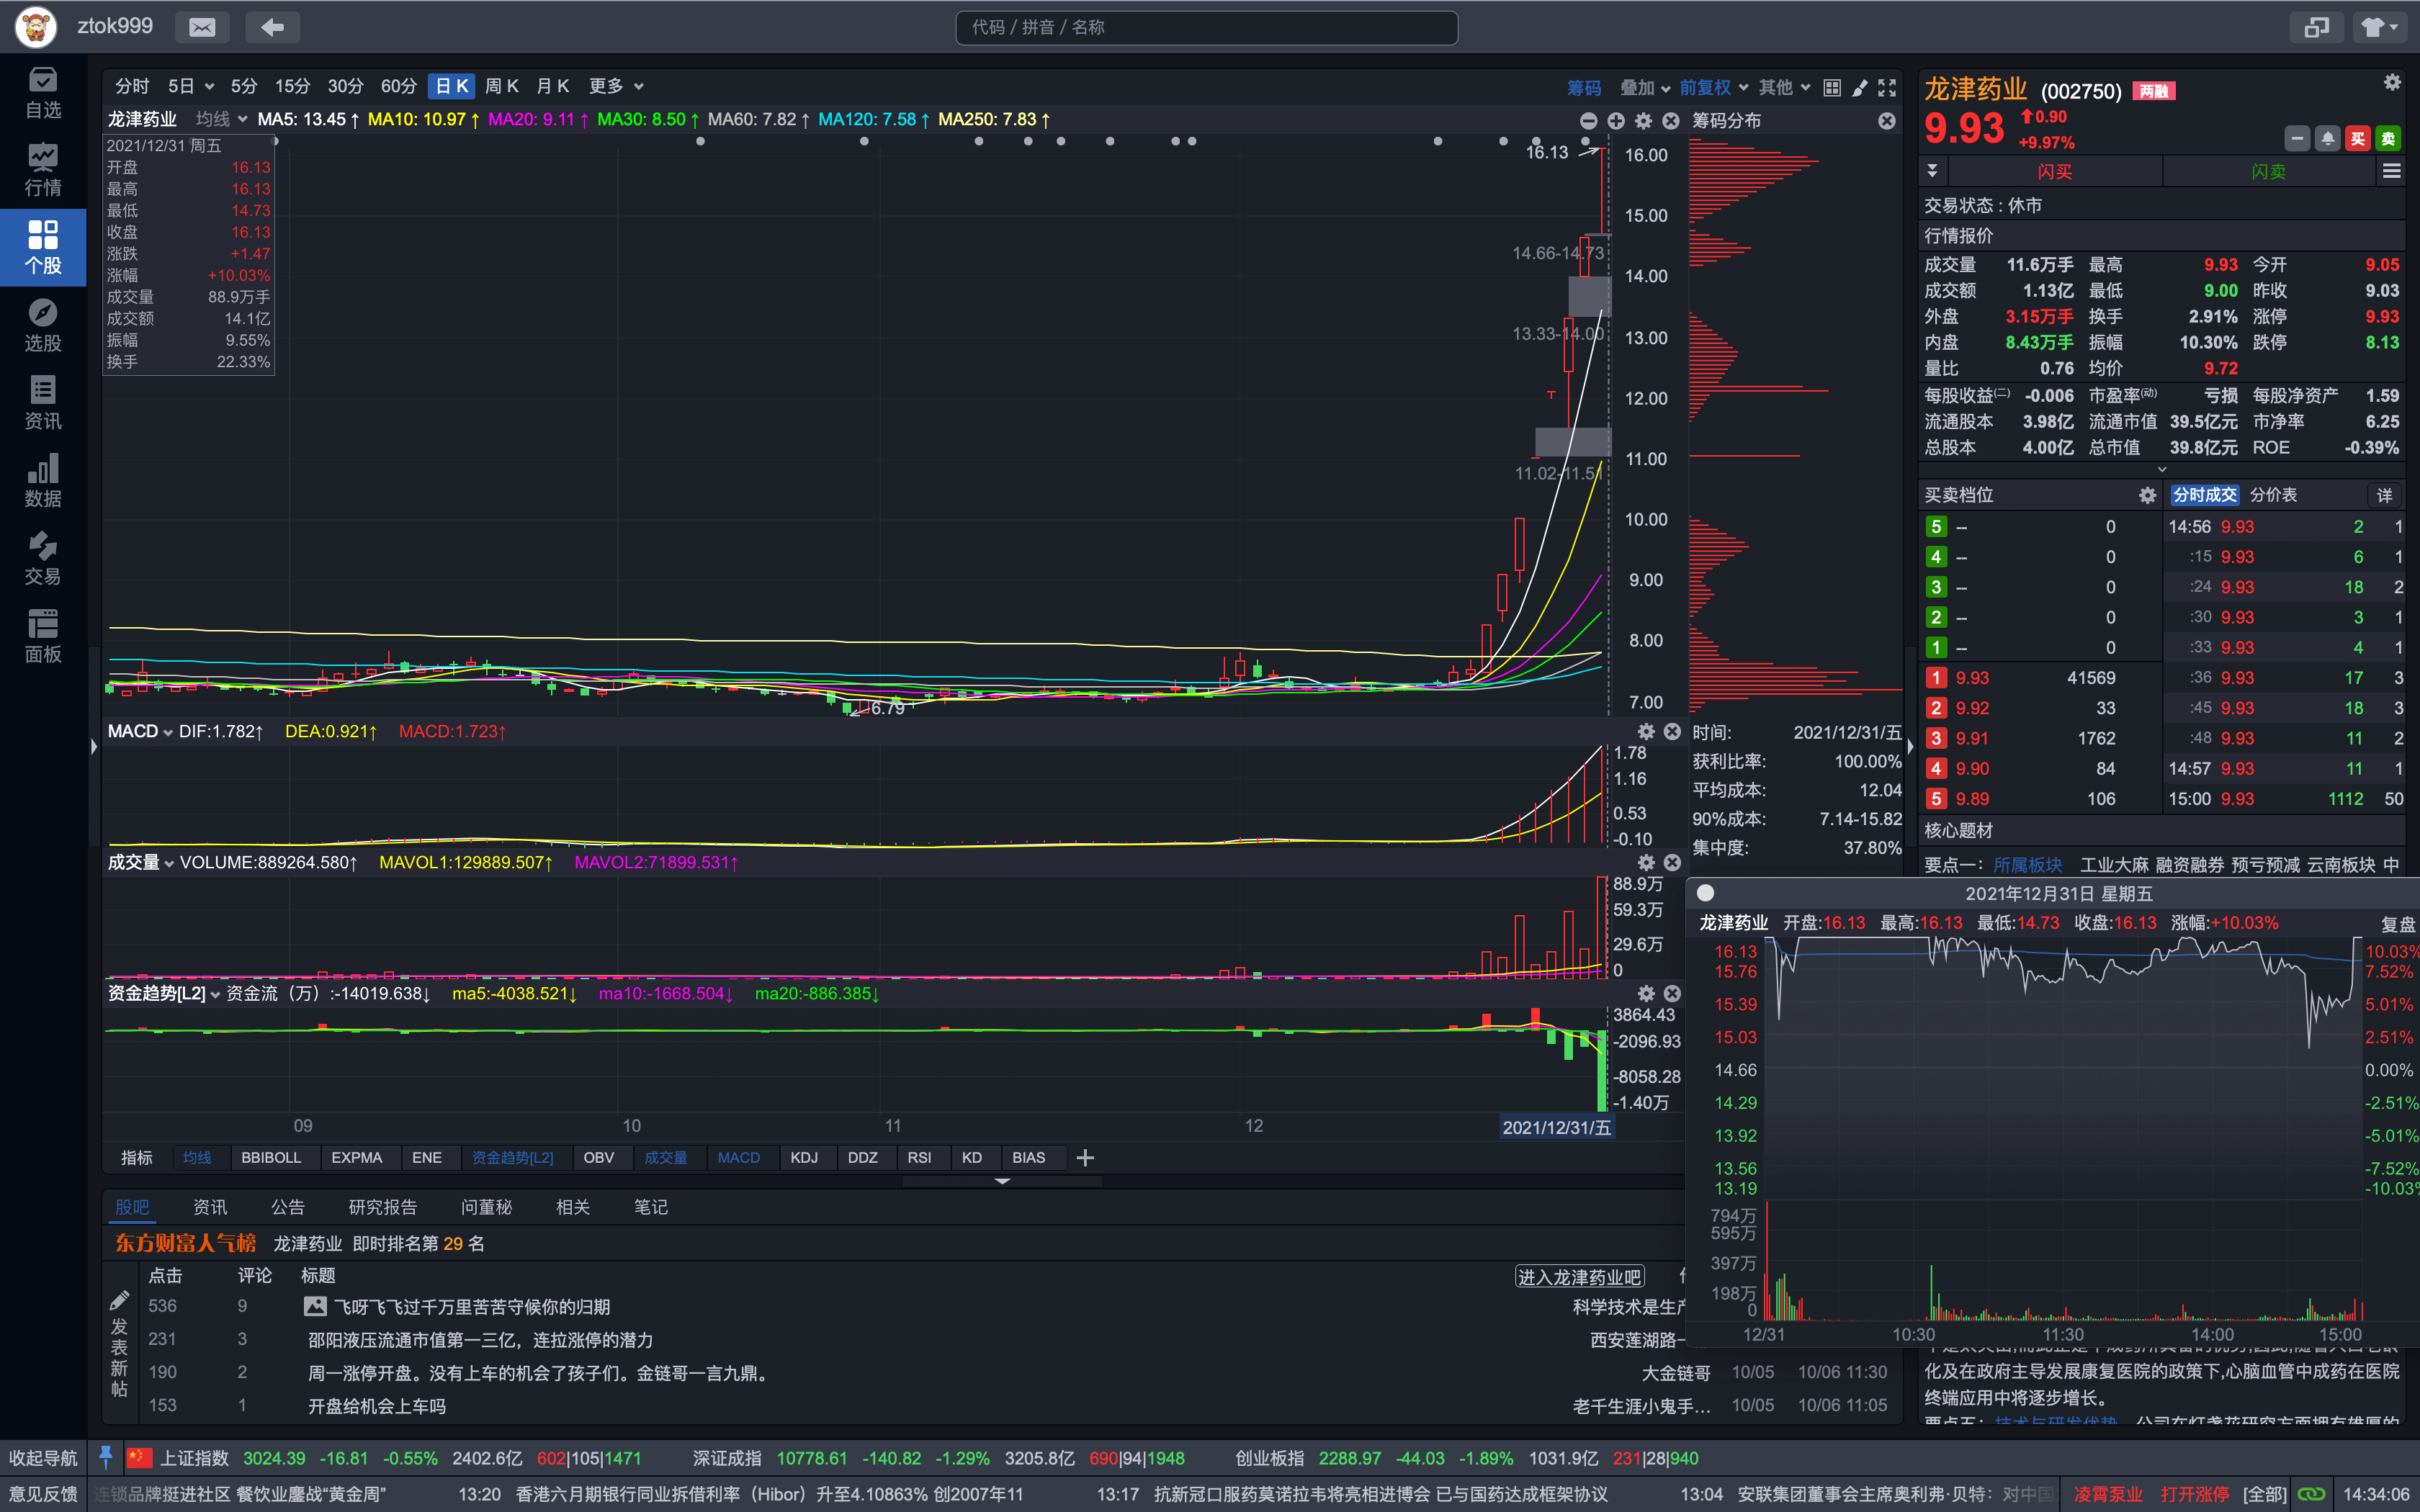 ztok999
代码 / 拼音 / 名称
自选
行情
个股
选股
资讯
数据
交易
面板
分时 5日 5分 15分 30分 60分 日K 周K 月K 更多
筹码 叠加 前复权 其他
龙津药业 均线 MA5: 13.45↑ MA10: 10.97↑ MA20: 9.11↑ MA30: 8.50↑ MA60: 7.82↑ MA120: 7.58↑ MA250: 7.83↑
筹码分布
2021/12/31 周五
开盘 16.13
最高 16.13
最低 14.73
收盘 16.13
涨跌 +1.47
涨幅 +10.03%
成交量 88.9万手
成交额 14.1亿
振幅 9.55%
换手 22.33%
16.13
14.66-14.73
13.33-14.00
11.02-11.51
6.79
16.00
15.00
14.00
13.00
12.00
11.00
10.00
9.00
8.00
7.00
MACD DIF:1.782↑ DEA:0.921↑ MACD:1.723↑
1.78
1.16
0.53
-0.10
成交量 VOLUME:889264.580↑ MAVOL1:129889.507↑ MAVOL2:71899.531↑
88.9万
59.3万
29.6万
0
资金趋势[L2] 资金流（万）:-14019.638↓ ma5:-4038.521↓ ma10:-1668.504↓ ma20:-886.385↓
3864.43
-2096.93
-8058.28
-1.40万
09 10 11 12 2021/12/31/五
指标 均线 BBIBOLL EXPMA ENE 资金趋势[L2] OBV 成交量 MACD KDJ DDZ RSI KD BIAS
时间: 2021/12/31/五
获利比率: 100.00%
平均成本: 12.04
90%成本: 7.14-15.82
集中度: 37.80%
龙津药业 (002750) 两融
9.93 0.90
+9.97%
买 卖
闪买 闪卖
交易状态 : 休市
行情报价
成交量 11.6万手 最高 9.93 今开 9.05
成交额 1.13亿 最低 9.00 昨收 9.03
外盘 3.15万手 换手 2.91% 涨停 9.93
内盘 8.43万手 振幅 10.30% 跌停 8.13
量比 0.76 均价 9.72
每股收益(二) -0.006 市盈率(动) 亏损 每股净资产 1.59
流通股本 3.98亿 流通市值 39.5亿元 市净率 6.25
总股本 4.00亿 总市值 39.8亿元 ROE -0.39%
买卖档位 分时成交 分价表 详
5 -- 0 14:56 9.93 2 1
4 -- 0 :15 9.93 6 1
3 -- 0 :24 9.93 18 2
2 -- 0 :30 9.93 3 1
1 -- 0 :33 9.93 4 1
1 9.93 41569 :36 9.93 17 3
2 9.92 33 :45 9.93 18 3
3 9.91 1762 :48 9.93 11 2
4 9.90 84 14:57 9.93 11 1
5 9.89 106 15:00 9.93 1112 50
核心题材
要点一： 所属板块 工业大麻 融资融券 预亏预减 云南板块 中
2021年12月31日 星期五
龙津药业 开盘:16.13 最高:16.13 最低:14.73 收盘:16.13 涨幅:+10.03% 复盘
16.13 10.03%
15.76 7.52%
15.39 5.01%
15.03 2.51%
14.66 0.00%
14.29 -2.51%
13.92 -5.01%
13.56 -7.52%
13.19 -10.03%
794万
595万
397万
198万
0
12/31 10:30 11:30 14:00 15:00
化及在政府主导发展康复医院的政策下,心脑血管中成药在医院
终端应用中将逐步增长。
股吧 资讯 公告 研究报告 问董秘 相关 笔记
东方财富人气榜 龙津药业 即时排名第 29 名
点击 评论 标题 进入龙津药业吧
发表新帖
536 9 飞呀飞飞过千万里苦苦守候你的归期 科学技术是生产
231 3 邵阳液压流通市值第一三亿，连拉涨停的潜力 西安莲湖路一
190 2 周一涨停开盘。没有上车的机会了孩子们。金链哥一言九鼎。 大金链哥 10/05 10/06 11:30
153 1 开盘给机会上车吗 老千生涯小鬼手... 10/05 10/06 11:05
收起导航 上证指数 3024.39 -16.81 -0.55% 2402.6亿 602|105|1471 深证成指 10778.61 -140.82 -1.29% 3205.8亿 690|94|1948 创业板指 2288.97 -44.03 -1.89% 1031.9亿 231|28|940
意见反馈 连锁品牌挺进社区 餐饮业鏖战“黄金周” 13:20 香港六月期银行同业拆借利率（Hibor）升至4.10863% 创2007年11 13:17 抗新冠口服药莫诺拉韦将亮相进博会 已与国药达成框架协议 13:04 安联集团董事会主席奥利弗·贝特：对中国 凌霄泵业 打开涨停 [全部] 14:34:06